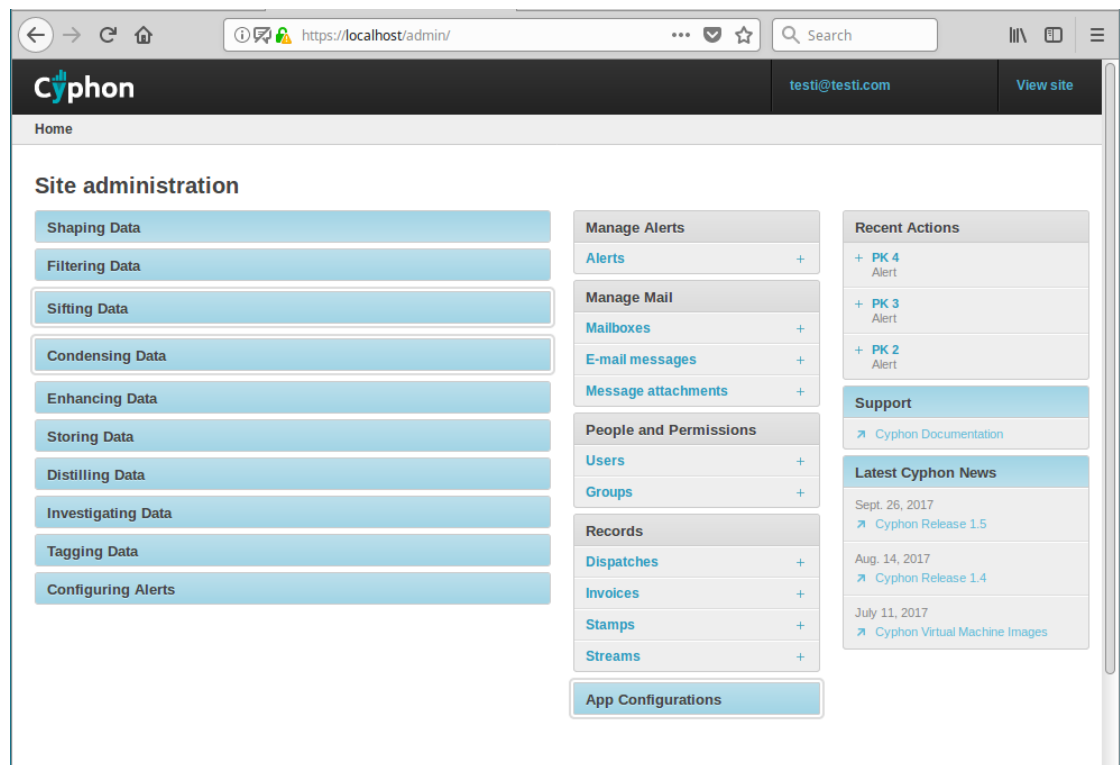 https://localhost/admin/
Search
Cyphon
testi@testi.com
View site
Home
Site administration
Shaping Data
Filtering Data
Sifting Data
Condensing Data
Enhancing Data
Storing Data
Distilling Data
Investigating Data
Tagging Data
Configuring Alerts
Manage Alerts
Alerts +
Manage Mail
Mailboxes +
E-mail messages +
Message attachments +
People and Permissions
Users +
Groups +
Records
Dispatches +
Invoices +
Stamps +
Streams +
App Configurations
Recent Actions
+ PK 4
Alert
+ PK 3
Alert
+ PK 2
Alert
Support
Cyphon Documentation
Latest Cyphon News
Sept. 26, 2017
Cyphon Release 1.5
Aug. 14, 2017
Cyphon Release 1.4
July 11, 2017
Cyphon Virtual Machine Images